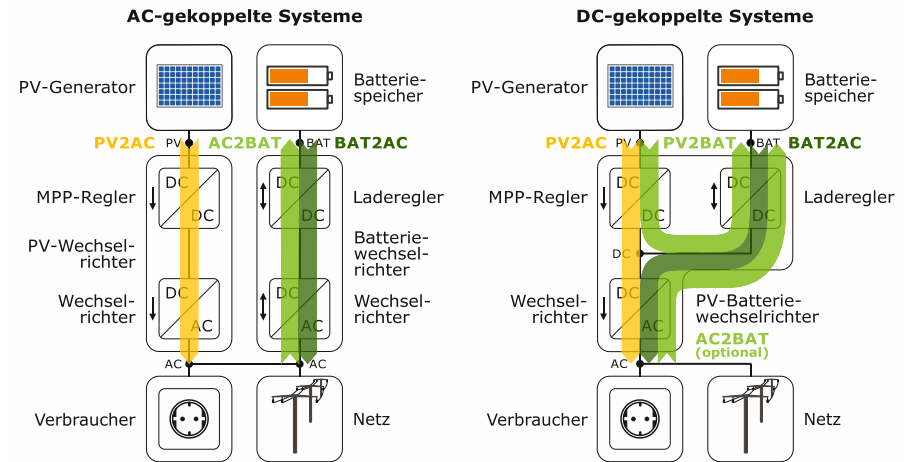 AC-gekoppelte Systeme
PV-Generator
Batterie-
speicher
PV2AC
PV
AC2BAT
BAT
BAT2AC
MPP-Regler
DC
DC
DC
DC
Laderegler
PV-Wechsel-
richter
Batterie-
wechsel-
richter
Wechsel-
richter
DC
AC
DC
AC
Wechsel-
richter
AC
AC
Verbraucher
Netz
DC-gekoppelte Systeme
PV-Generator
Batterie-
speicher
PV2AC
PV
PV2BAT
BAT
BAT2AC
MPP-Regler
DC
DC
DC
DC
Laderegler
DC
Wechsel-
richter
DC
AC
PV-Batterie-
wechselrichter
AC2BAT
(optional)
AC
Verbraucher
Netz